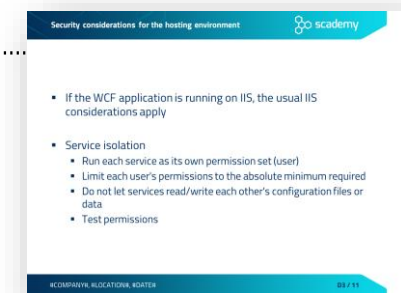 Security considerations for the hosting environment
scademy
If the WCF application is running on IIS, the usual IIS
considerations apply
Service isolation
Run each service as its own permission set (user)
Limit each user's permissions to the absolute minimum required
Do not let services read/write each other's configuration files or
data
Test permissions
#COMPANY#, #LOCATION#, #DATE#
03 / 11